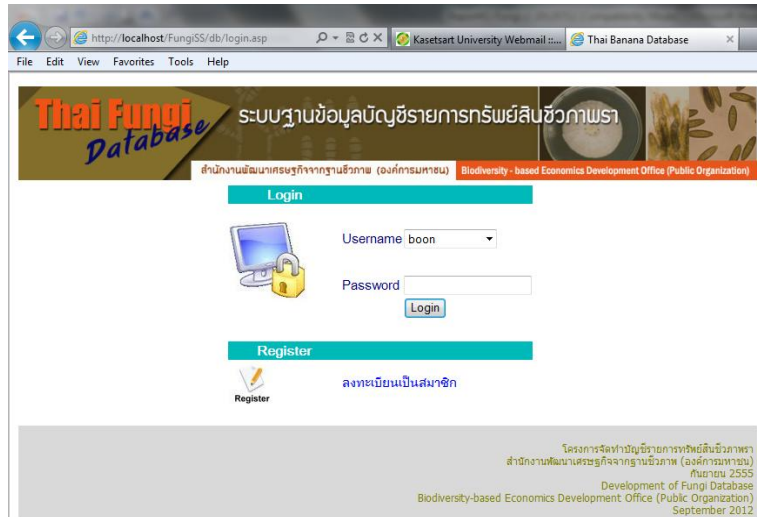 http://localhost/FungiSS/db/login.asp
Kasetsart University Webmail ::...
Thai Banana Database
File Edit View Favorites Tools Help
Thai Fungi
Database
ระบบฐานข้อมูลบัญชีรายการทรัพย์สินชีวภาพรา
สำนักงานพัฒนาเศรษฐกิจจากฐานชีวภาพ (องค์การมหาชน)
Biodiversity - based Economics Development Office (Public Organization)
Login
Username boon
Password
Login
Register
Register
ลงทะเบียนเป็นสมาชิก
โครงการจัดทำบัญชีรายการทรัพย์สินชีวภาพรา
สำนักงานพัฒนาเศรษฐกิจจากฐานชีวภาพ (องค์การมหาชน)
กันยายน 2555
Development of Fungi Database
Biodiversity-based Economics Development Office (Public Organization)
September 2012